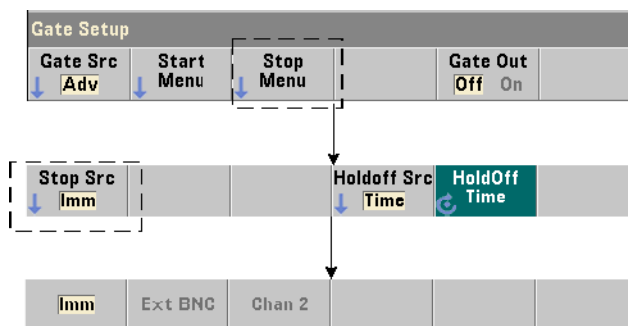 Gate Setup
Gate Src Start Stop Gate Out
Adv Menu Menu Off On
Stop Src Holdoff Src HoldOff
Imm Time Time
Imm Ext BNC Chan 2